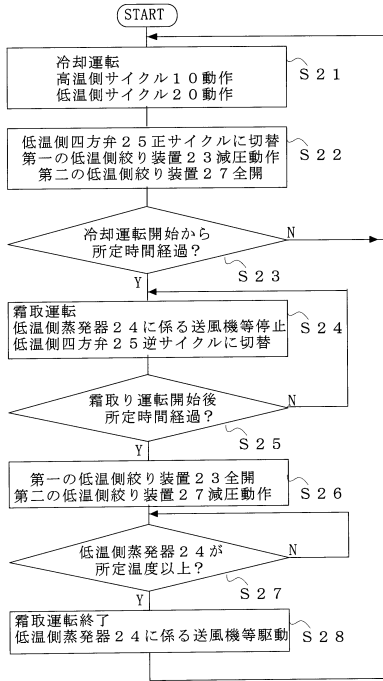 START
冷却運転
高温側サイクル10動作
低温側サイクル20動作
S21
低温側四方弁25正サイクルに切替
第一の低温側絞り装置23減圧動作
第二の低温側絞り装置27全開
S22
冷却運転開始から
所定時間経過?
N
Y
S23
霜取運転
低温側蒸発器24に係る送風機等停止
低温側四方弁25逆サイクルに切替
S24
霜取り運転開始後
所定時間経過?
N
Y
S25
第一の低温側絞り装置23全開
第二の低温側絞り装置27減圧動作
S26
低温側蒸発器24が
所定温度以上?
N
Y
S27
霜取運転終了
低温側蒸発器24に係る送風機等駆動
S28